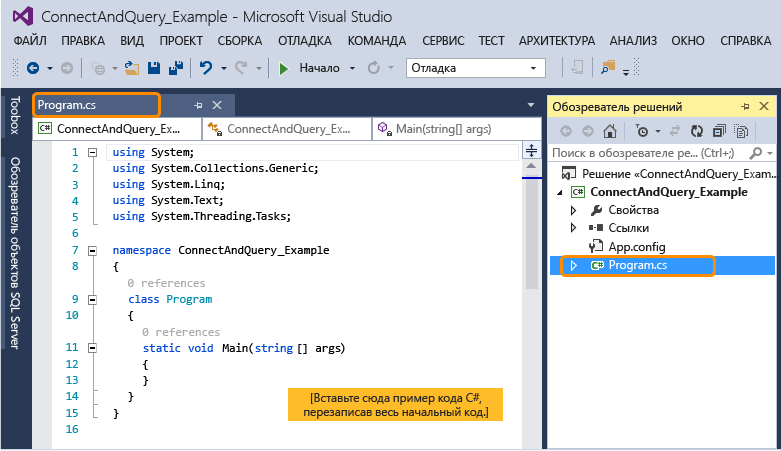 ConnectAndQuery_Example - Microsoft Visual Studio
ФАЙЛ ПРАВКА ВИД ПРОЕКТ СБОРКА ОТЛАДКА КОМАНДА СЕРВИС ТЕСТ АРХИТЕКТУРА АНАЛИЗ ОКНО СПРАВКА
Начало Отладка
Toobox
Обозреватель объектов SQL Server
Program.cs
ConnectAndQuery_Ex... ConnectAndQuery_Ex... Main(string[] args)
1 using System;
2 using System.Collections.Generic;
3 using System.Linq;
4 using System.Text;
5 using System.Threading.Tasks;
6
7 namespace ConnectAndQuery_Example
8 {
0 references
9 class Program
10 {
0 references
11 static void Main(string[] args)
12 {
13 }
14 }
15 }
16
[Вставьте сюда пример кода C#,
перезаписав весь начальный код.]
Обозреватель решений
Поиск в обозревателе ре... (Ctrl+;)
Решение «ConnectAndQuery_Exam...
C# ConnectAndQuery_Example
Свойства
Ссылки
App.config
C# Program.cs